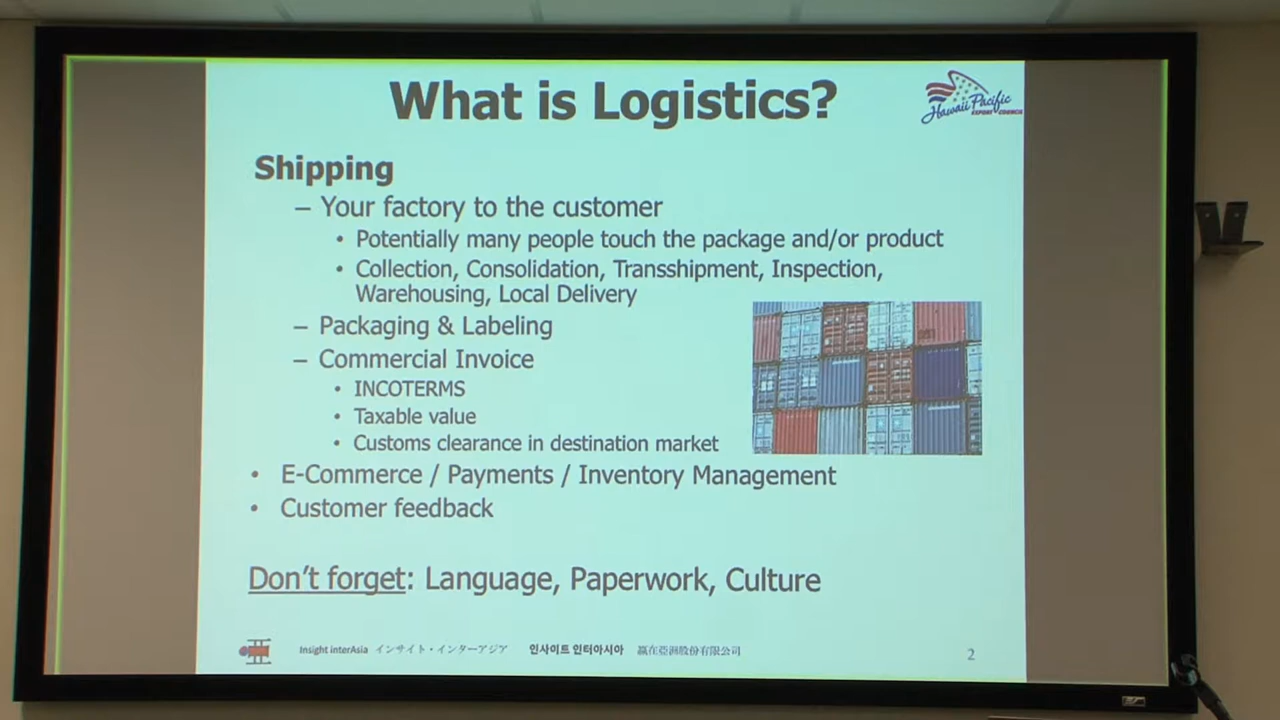 What is Logistics?
Hawaii Pacific
EXPORT COUNCIL
Shipping
– Your factory to the customer
• Potentially many people touch the package and/or product
• Collection, Consolidation, Transshipment, Inspection,
Warehousing, Local Delivery
– Packaging & Labeling
– Commercial Invoice
• INCOTERMS
• Taxable value
• Customs clearance in destination market
• E-Commerce / Payments / Inventory Management
• Customer feedback
Don't forget: Language, Paperwork, Culture
Insight interAsia インサイト・インターアジア 인사이트 인터아시아 贏在亞洲股份有限公司 2